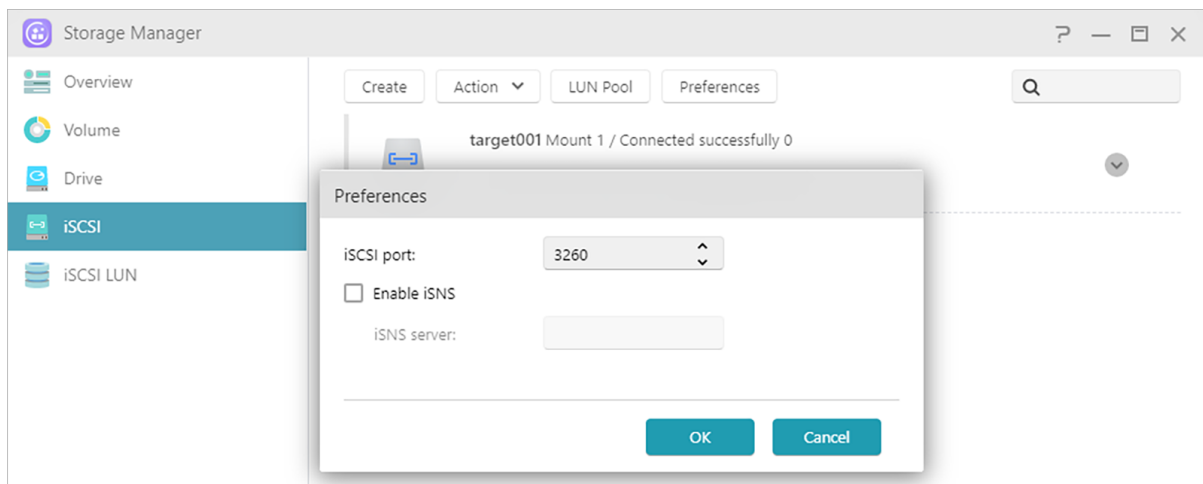 Storage Manager
Overview
Volume
Drive
iSCSI
iSCSI LUN
Create Action LUN Pool Preferences
target001 Mount 1 / Connected successfully 0
Preferences
iSCSI port: 3260
Enable iSNS
iSNS server:
OK Cancel